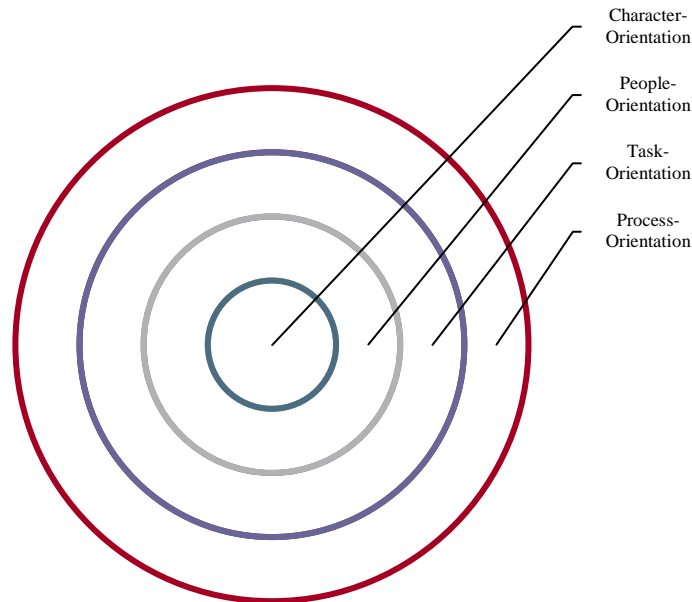 Character-
Orientation
People-
Orientation
Task-
Orientation
Process-
Orientation